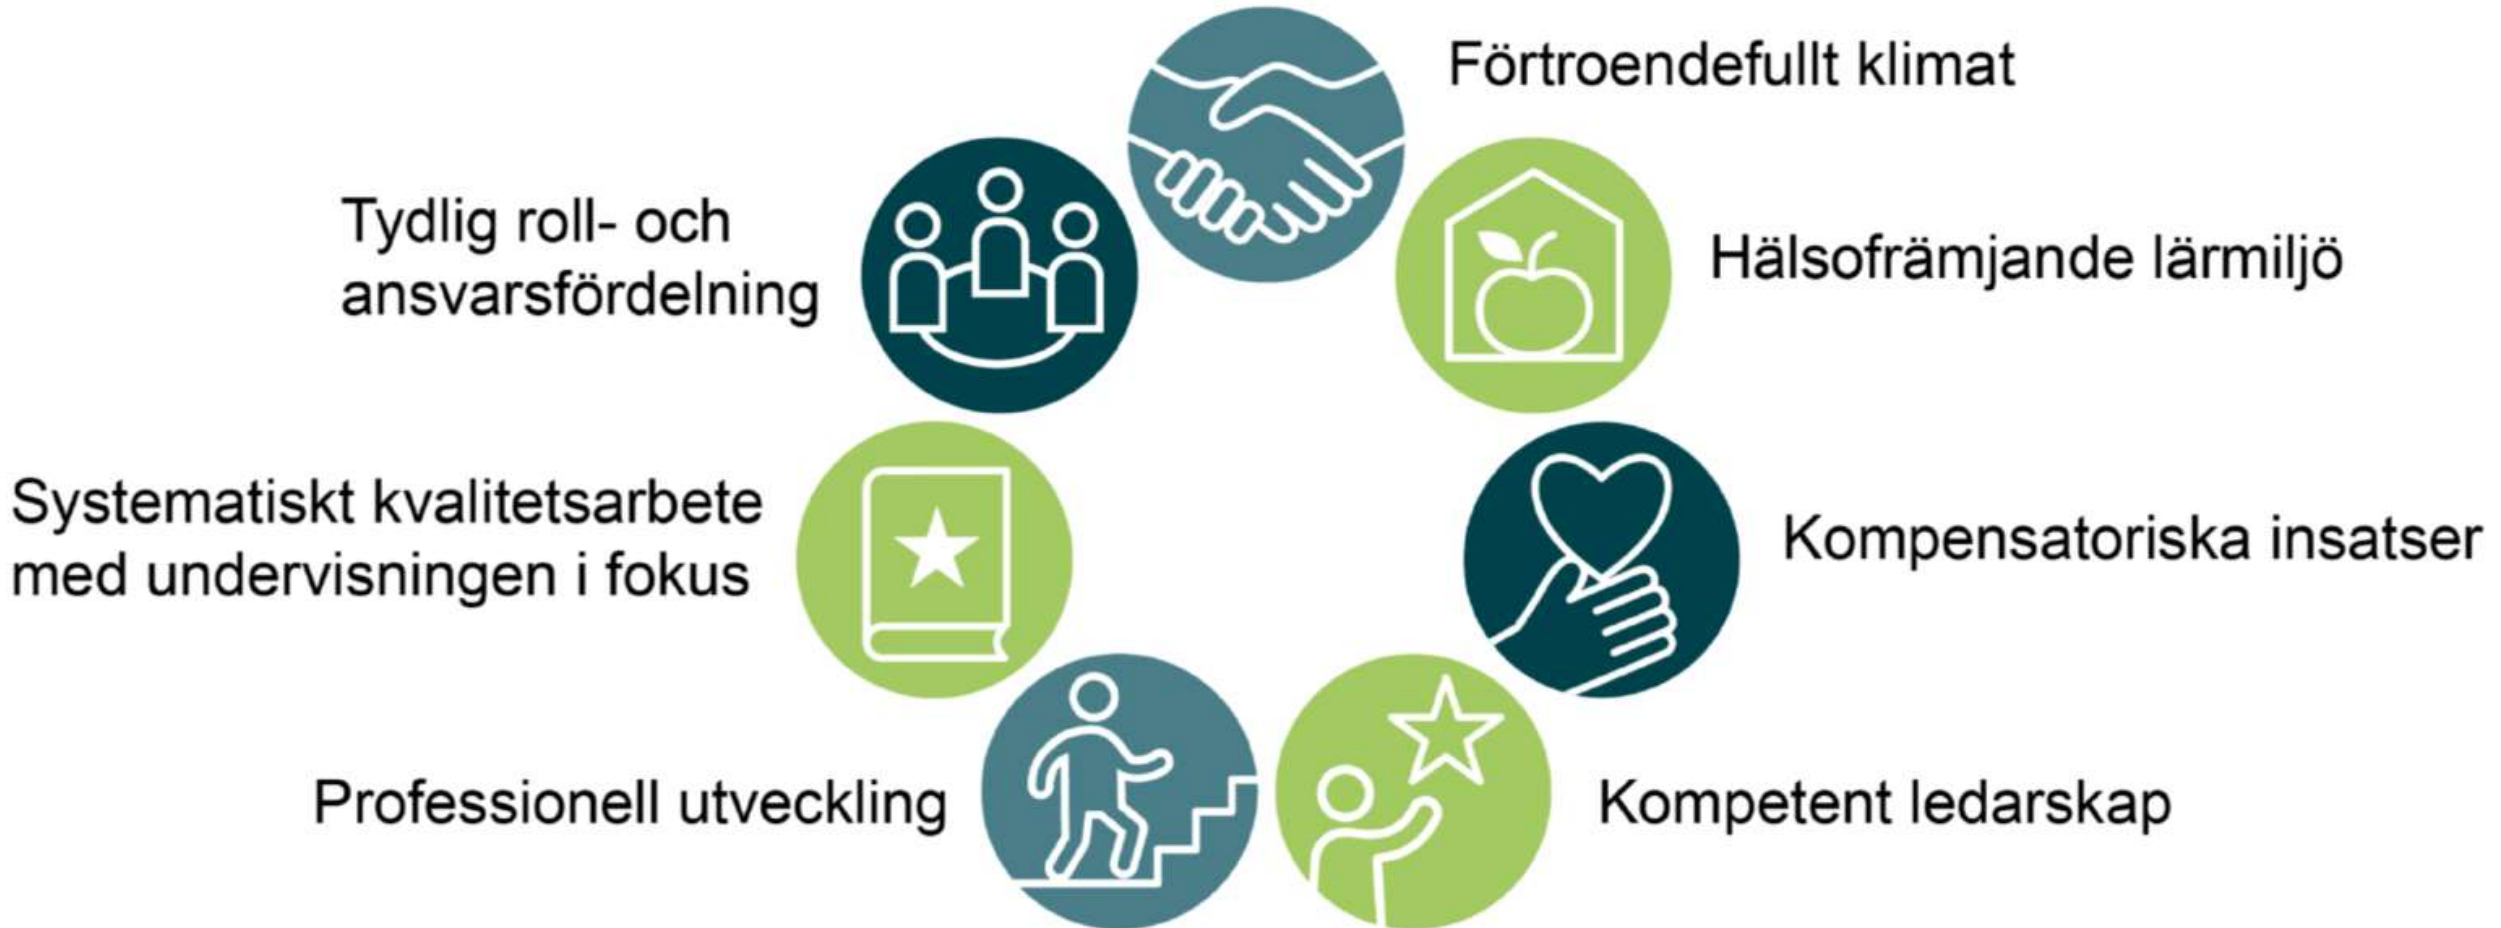 Förtroendefullt klimat
Hälsofrämjande lärmiljö
Kompensatoriska insatser
Kompetent ledarskap
Professionell utveckling
Systematiskt kvalitetsarbete
med undervisningen i fokus
Tydlig roll- och
ansvarsfördelning